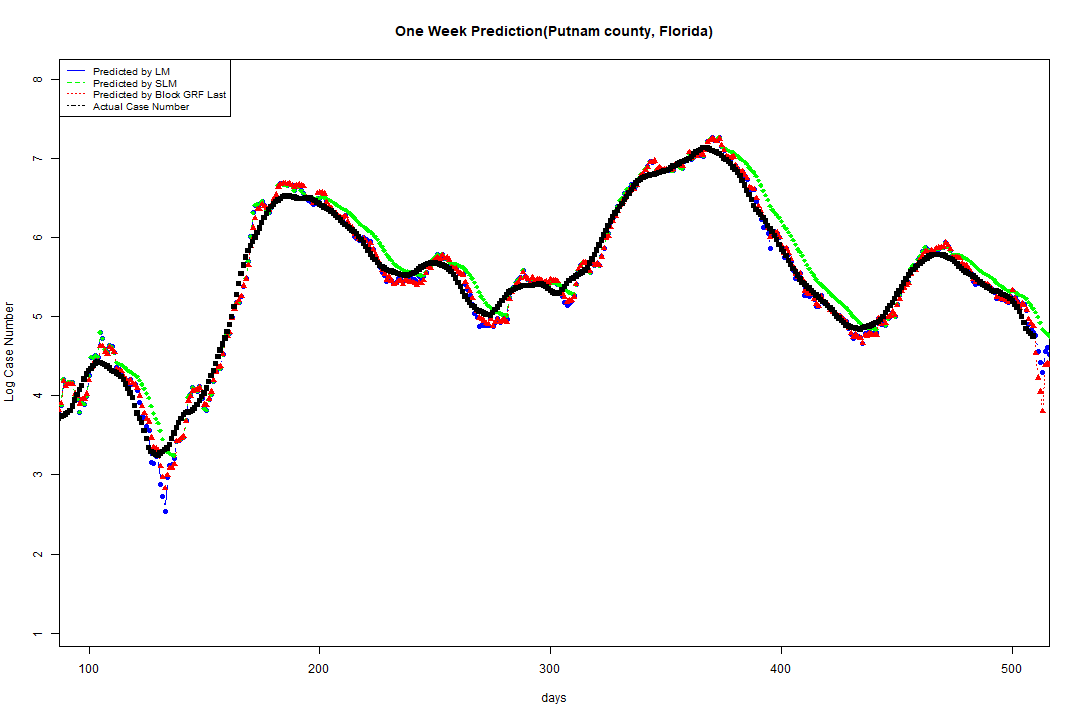 One Week Prediction(Putnam county, Florida)
Predicted by LM
Predicted by SLM
Predicted by Block GRF Last
Actual Case Number
8
7
6
5
4
3
2
1
Log Case Number
100 200 300 400 500
days